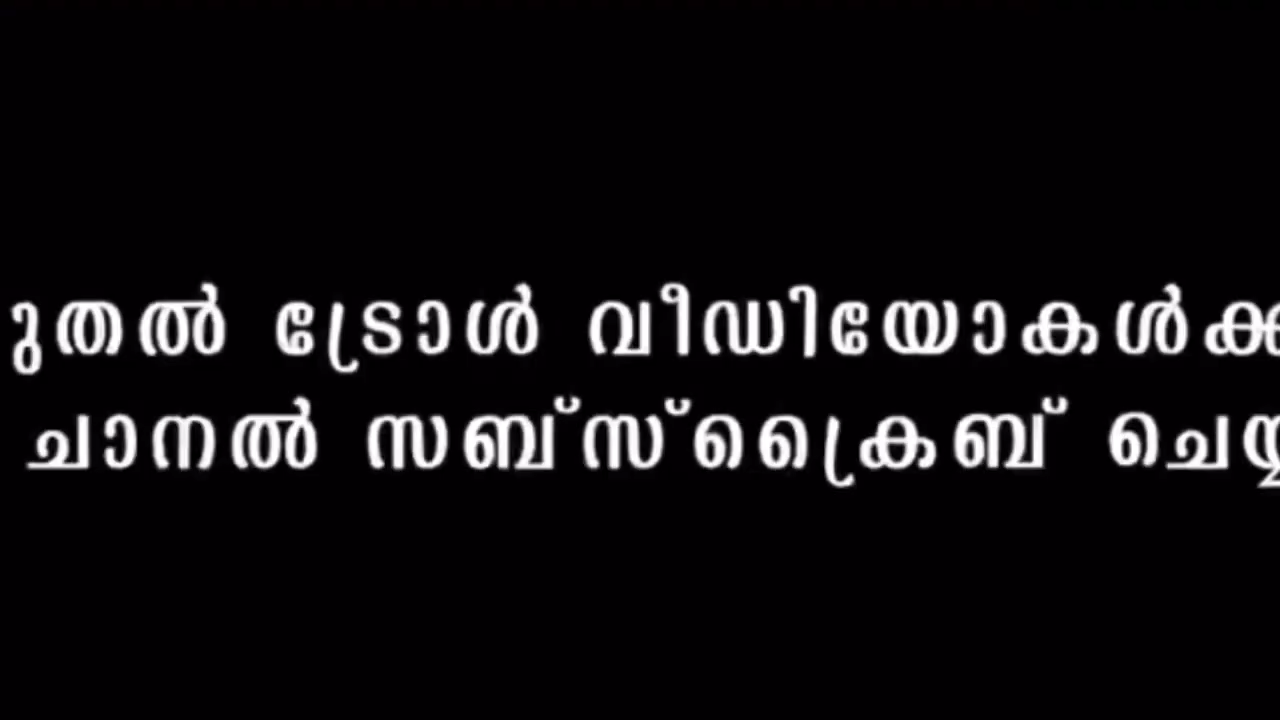 ുതൽ ട്രോൾ വീഡിയോകൾക്ക
ചാനൽ സബ്സ്ക്രൈബ് ചെയ്യ